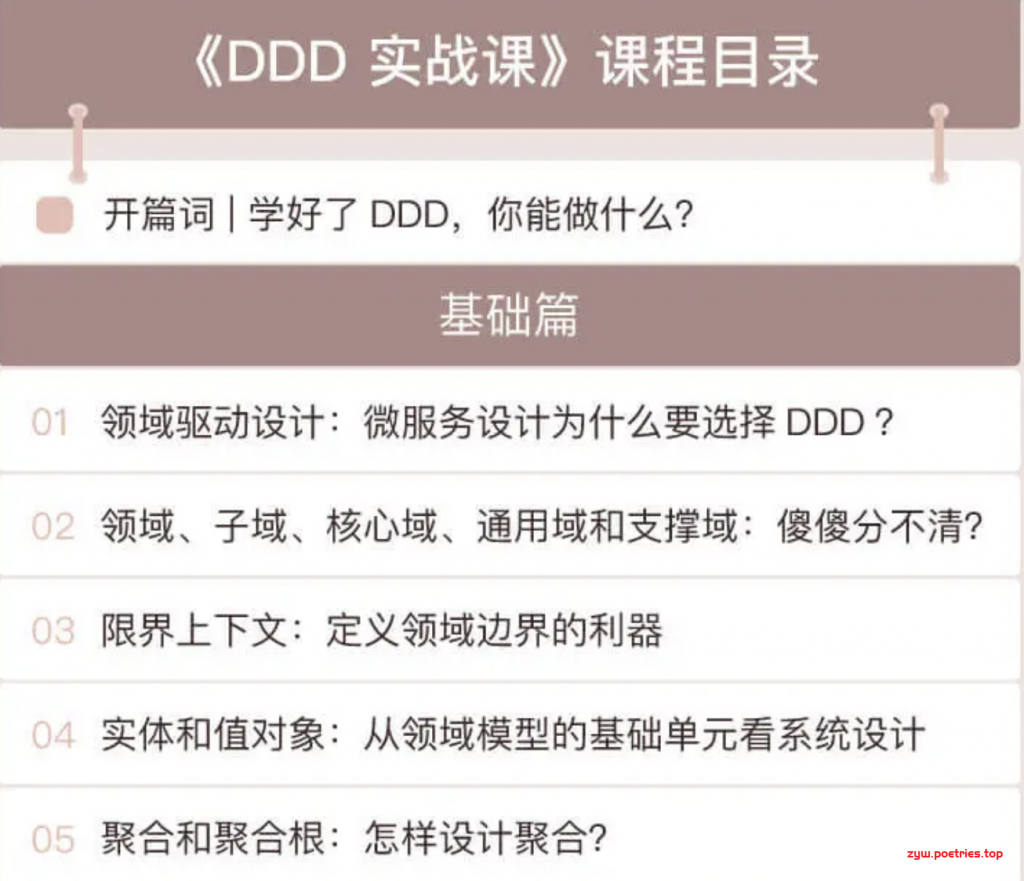 《DDD 实战课》课程目录
开篇词 | 学好了 DDD，你能做什么？
基础篇
01 领域驱动设计：微服务设计为什么要选择 DDD ？
02 领域、子域、核心域、通用域和支撑域：傻傻分不清？
03 限界上下文：定义领域边界的利器
04 实体和值对象：从领域模型的基础单元看系统设计
05 聚合和聚合根：怎样设计聚合？
zyw.poetries.top